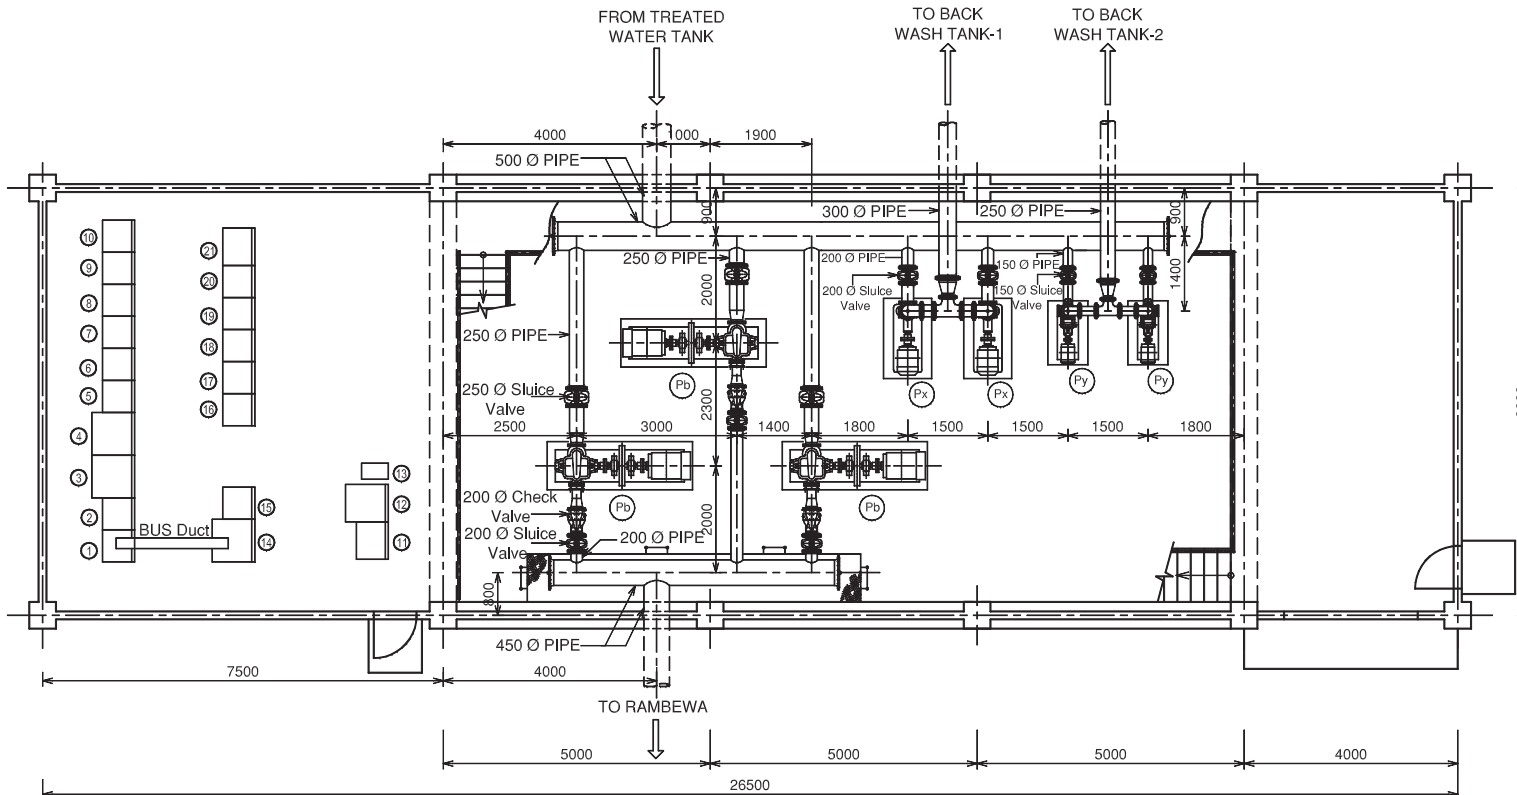 FROM TREATED
WATER TANK
TO BACK
WASH TANK-1
TO BACK
WASH TANK-2
4000
000
1900
500 Ø PIPE
900
300 Ø PIPE
250 Ø PIPE
900
10
9
8
7
6
5
4
3
2
1
21
20
19
18
17
16
15
14
13
12
11
BUS Duct
250 Ø PIPE
200 Ø PIPE
150 Ø PIPE
1400
2000
200 Ø Sluice
Valve
150 Ø Sluice
Valve
250 Ø PIPE
Pb
Px
Px
Py
Py
250 Ø Sluice
Valve
2300
2500
3000
1400
1800
1500
1500
1500
1800
200 Ø Check
Valve
Pb
Pb
200 Ø Sluice
Valve
200 Ø PIPE
2000
800
450 Ø PIPE
7500
4000
TO RAMBEWA
5000
5000
5000
4000
26500